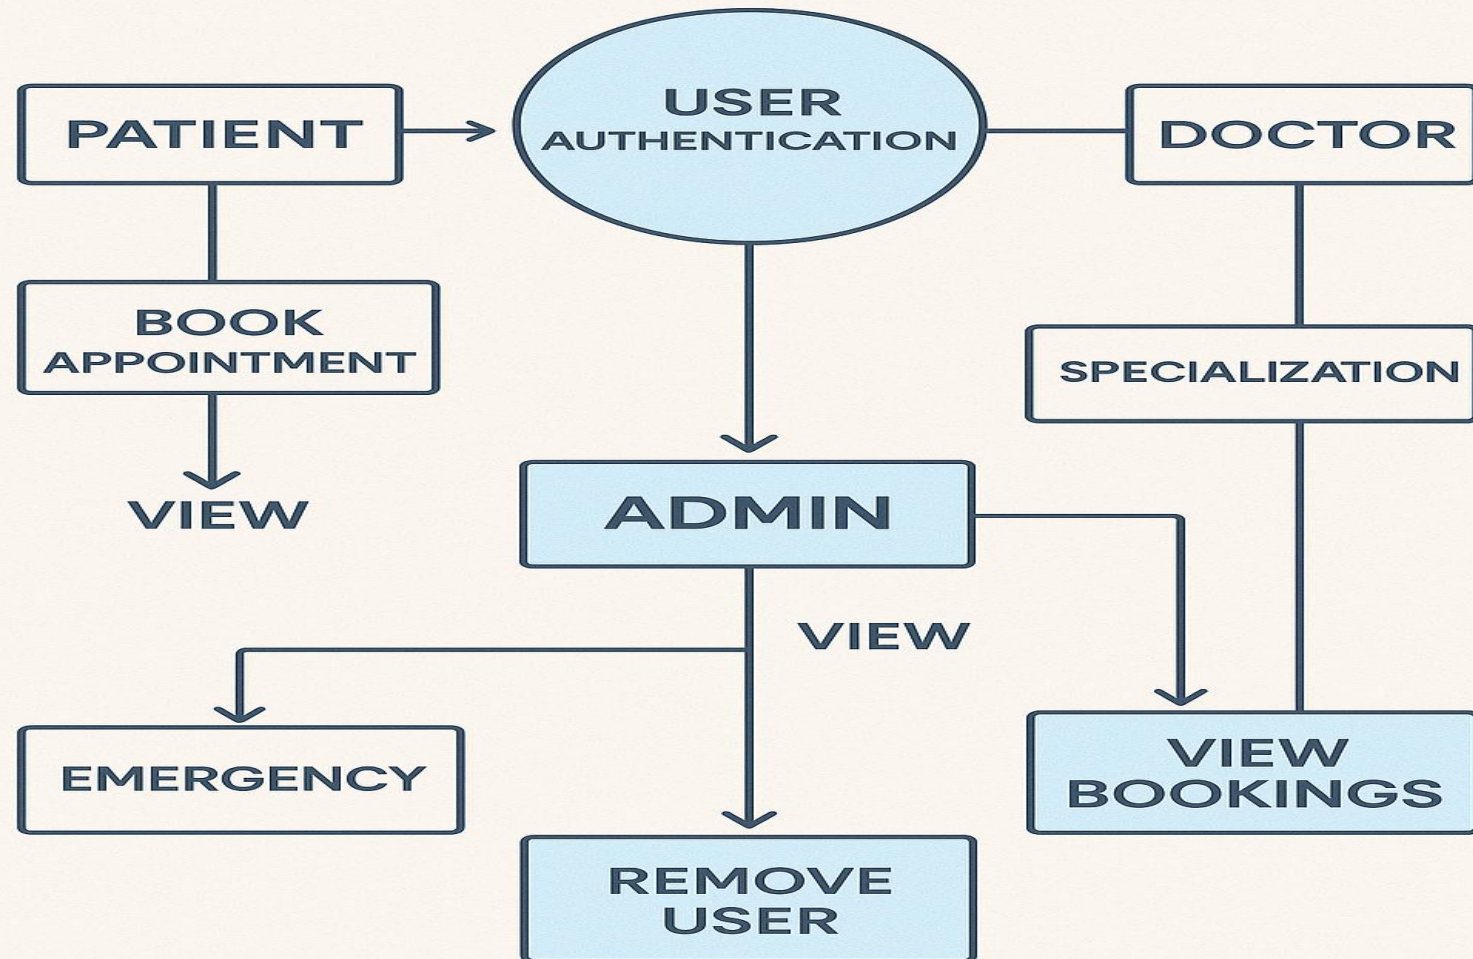 USER
AUTHENTICATION
PATIENT
DOCTOR
BOOK
APPOINTMENT
SPECIALIZATION
VIEW
ADMIN
VIEW
EMERGENCY
VIEW
BOOKINGS
REMOVE
USER